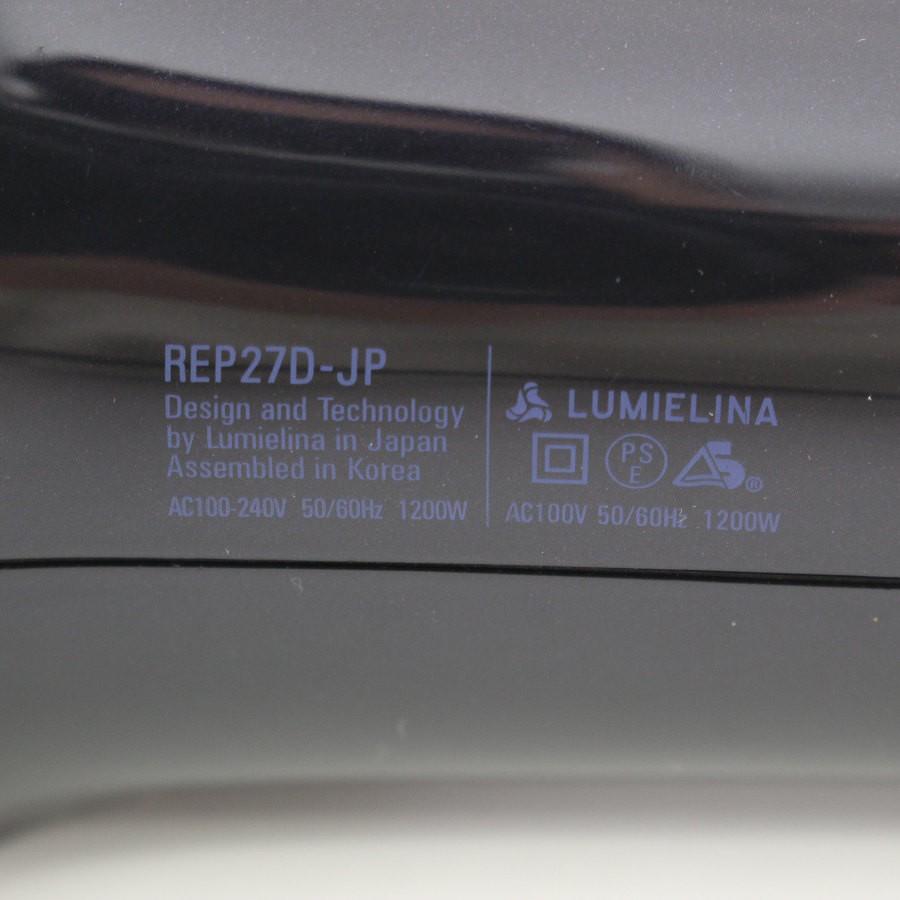 REP27D-JP
Design and Technology
by Lumielina in Japan
Assembled in Korea
AC100-240V 50/60Hz 1200W
LUMIELINA
PS
E
S®
AC100V 50/60Hz 1200W